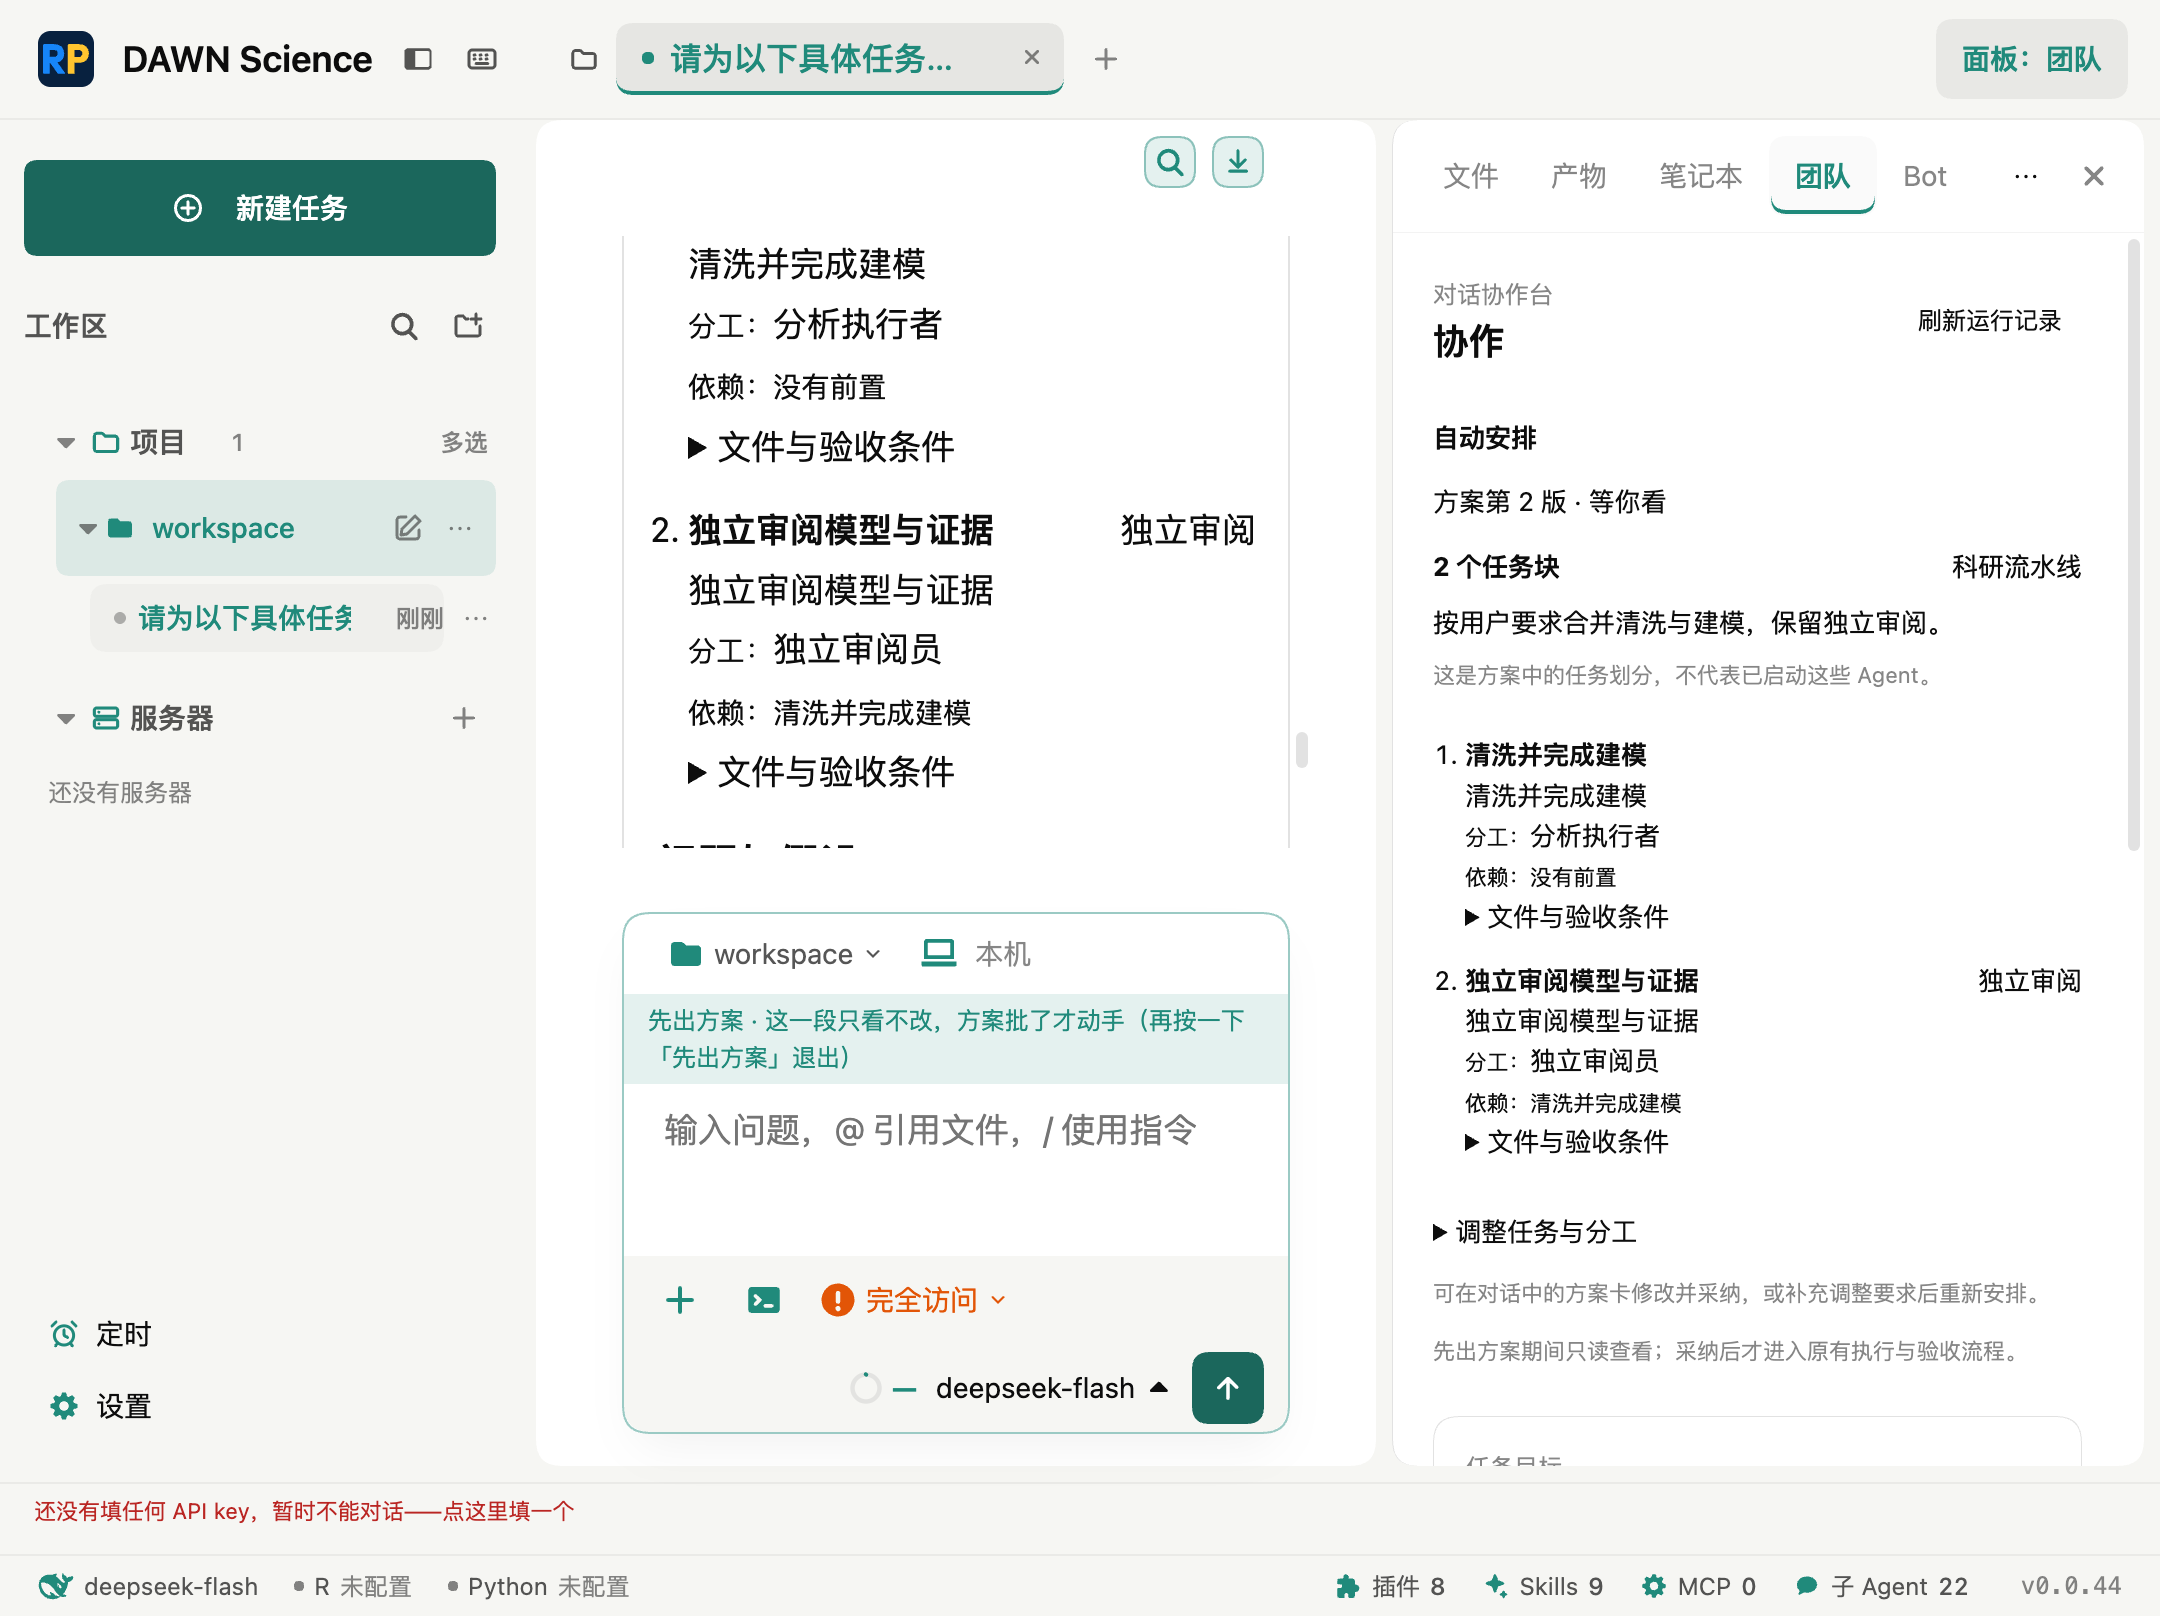 RP DAWN Science
请为以下具体任务...
面板：团队
新建任务
工作区
项目 1 多选
workspace
请为以下具体任务 刚刚
服务器
还没有服务器
定时
设置
清洗并完成建模
分工：分析执行者
依赖：没有前置
文件与验收条件
2. 独立审阅模型与证据 独立审阅
独立审阅模型与证据
分工：独立审阅员
依赖：清洗并完成建模
文件与验收条件
workspace 本机
先出方案 · 这一段只看不改，方案批了才动手（再按一下
「先出方案」退出）
输入问题，@ 引用文件，/ 使用指令
完全访问
deepseek-flash
文件 产物 笔记本 团队 Bot
对话协作台
协作
刷新运行记录
自动安排
方案第 2 版 · 等你看
2 个任务块 科研流水线
按用户要求合并清洗与建模，保留独立审阅。
这是方案中的任务划分，不代表已启动这些 Agent。
1. 清洗并完成建模
清洗并完成建模
分工：分析执行者
依赖：没有前置
文件与验收条件
2. 独立审阅模型与证据 独立审阅
独立审阅模型与证据
分工：独立审阅员
依赖：清洗并完成建模
文件与验收条件
调整任务与分工
可在对话中的方案卡修改并采纳，或补充调整要求后重新安排。
先出方案期间只读查看；采纳后才进入原有执行与验收流程。
任务目标
还没有填任何 API key，暂时不能对话——点这里填一个
deepseek-flash R 未配置 Python 未配置
插件 8 Skills 9 MCP 0 子 Agent 22 v0.0.44